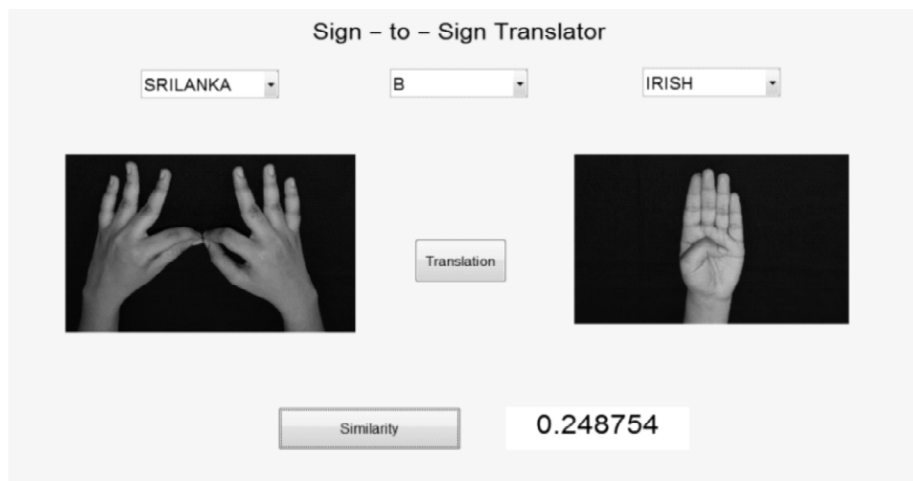 Sign – to – Sign Translator
SRILANKA
B
IRISH
Translation
Similarity
0.248754